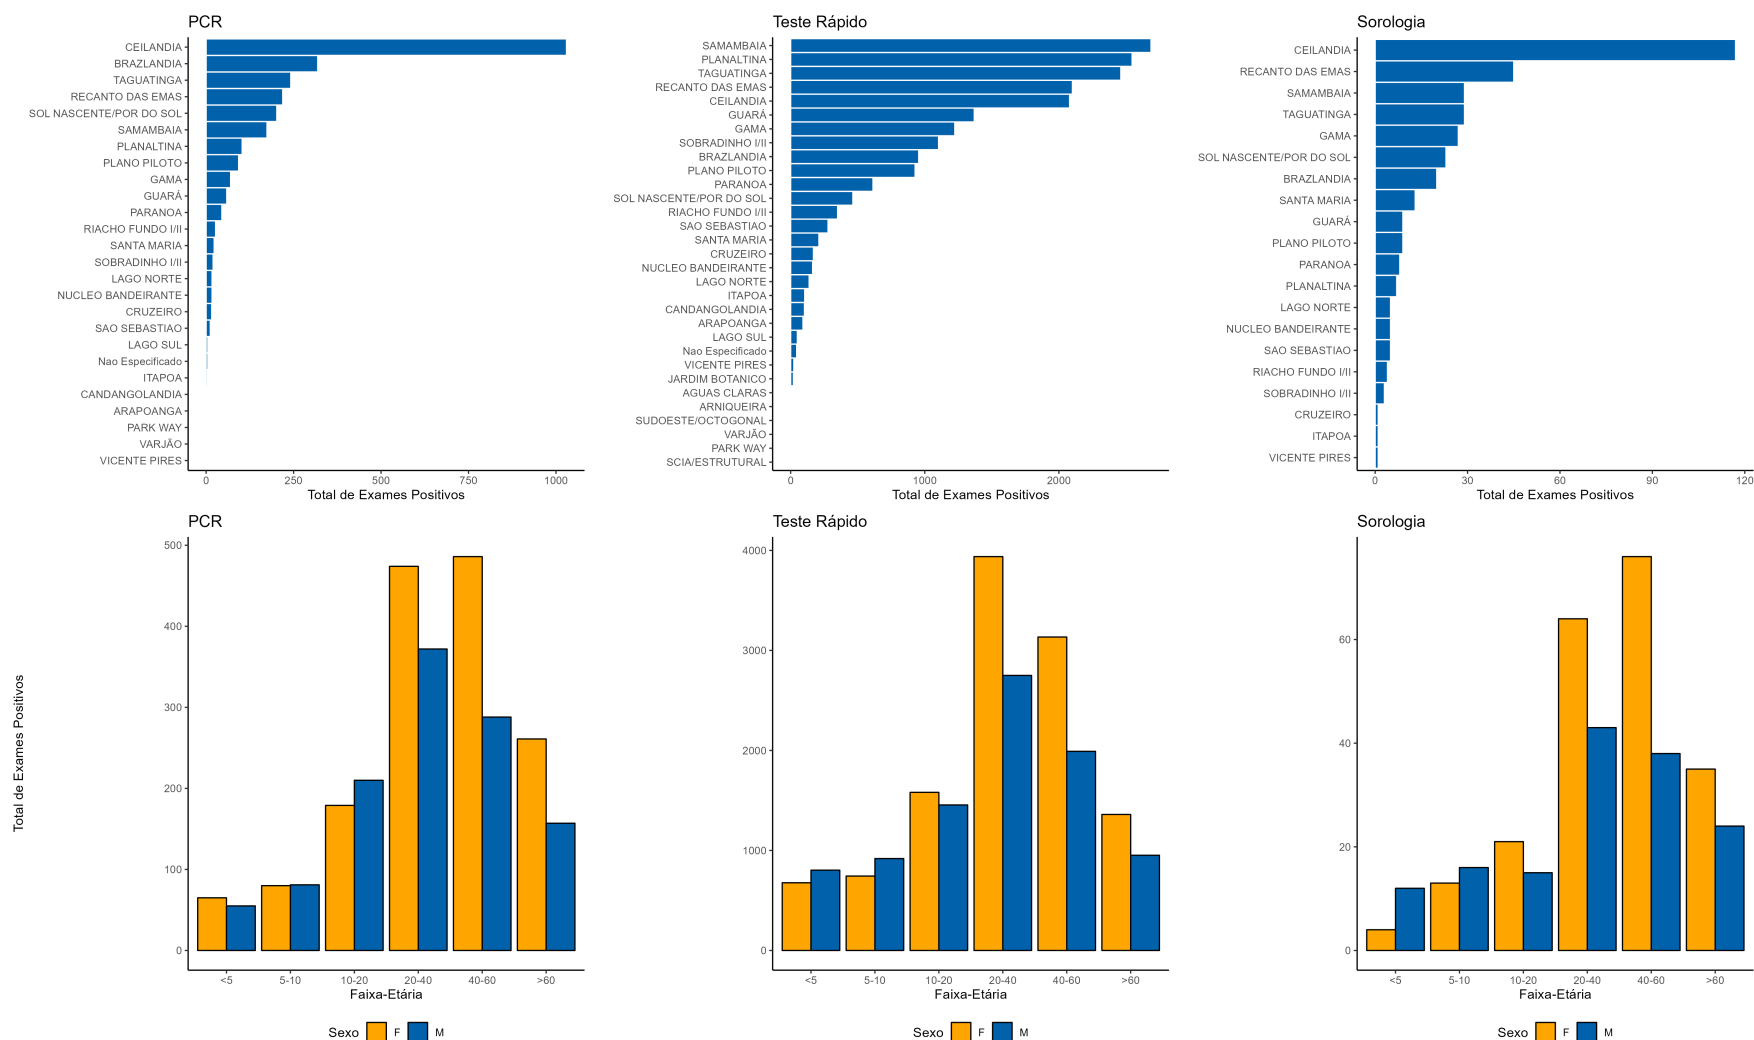 PCR
CEILANDIA
BRAZLANDIA
TAGUATINGA
RECANTO DAS EMAS
SOL NASCENTE/POR DO SOL
SAMAMBAIA
PLANALTINA
PLANO PILOTO
GAMA
GUARÁ
PARANOA
RIACHO FUNDO I/II
SANTA MARIA
SOBRADINHO I/II
LAGO NORTE
NUCLEO BANDEIRANTE
CRUZEIRO
SAO SEBASTIAO
LAGO SUL
Nao Especificado
ITAPOA
CANDANGOLANDIA
ARAPOANGA
PARK WAY
VARJÃO
VICENTE PIRES
0 250 500 750 1000
Total de Exames Positivos
Teste Rápido
SAMAMBAIA
PLANALTINA
TAGUATINGA
RECANTO DAS EMAS
CEILANDIA
GUARÁ
GAMA
SOBRADINHO I/II
BRAZLANDIA
PLANO PILOTO
PARANOA
SOL NASCENTE/POR DO SOL
RIACHO FUNDO I/II
SAO SEBASTIAO
SANTA MARIA
CRUZEIRO
NUCLEO BANDEIRANTE
LAGO NORTE
ITAPOA
CANDANGOLANDIA
ARAPOANGA
LAGO SUL
Nao Especificado
VICENTE PIRES
JARDIM BOTANICO
AGUAS CLARAS
ARNIQUEIRA
SUDOESTE/OCTOGONAL
VARJÃO
PARK WAY
SCIA/ESTRUTURAL
0 1000 2000
Total de Exames Positivos
Sorologia
CEILANDIA
RECANTO DAS EMAS
SAMAMBAIA
TAGUATINGA
GAMA
SOL NASCENTE/POR DO SOL
BRAZLANDIA
SANTA MARIA
GUARÁ
PLANO PILOTO
PARANOA
PLANALTINA
LAGO NORTE
NUCLEO BANDEIRANTE
SAO SEBASTIAO
RIACHO FUNDO I/II
SOBRADINHO I/II
CRUZEIRO
ITAPOA
VICENTE PIRES
0 30 60 90 120
Total de Exames Positivos
Total de Exames Positivos
PCR
500
400
300
200
100
0
<5 5-10 10-20 20-40 40-60 >60
Faixa-Etária
Sexo F M
Teste Rápido
4000
3000
2000
1000
0
<5 5-10 10-20 20-40 40-60 >60
Faixa-Etária
Sexo F M
Sorologia
60
40
20
0
<5 5-10 10-20 20-40 40-60 >60
Faixa-Etária
Sexo F M